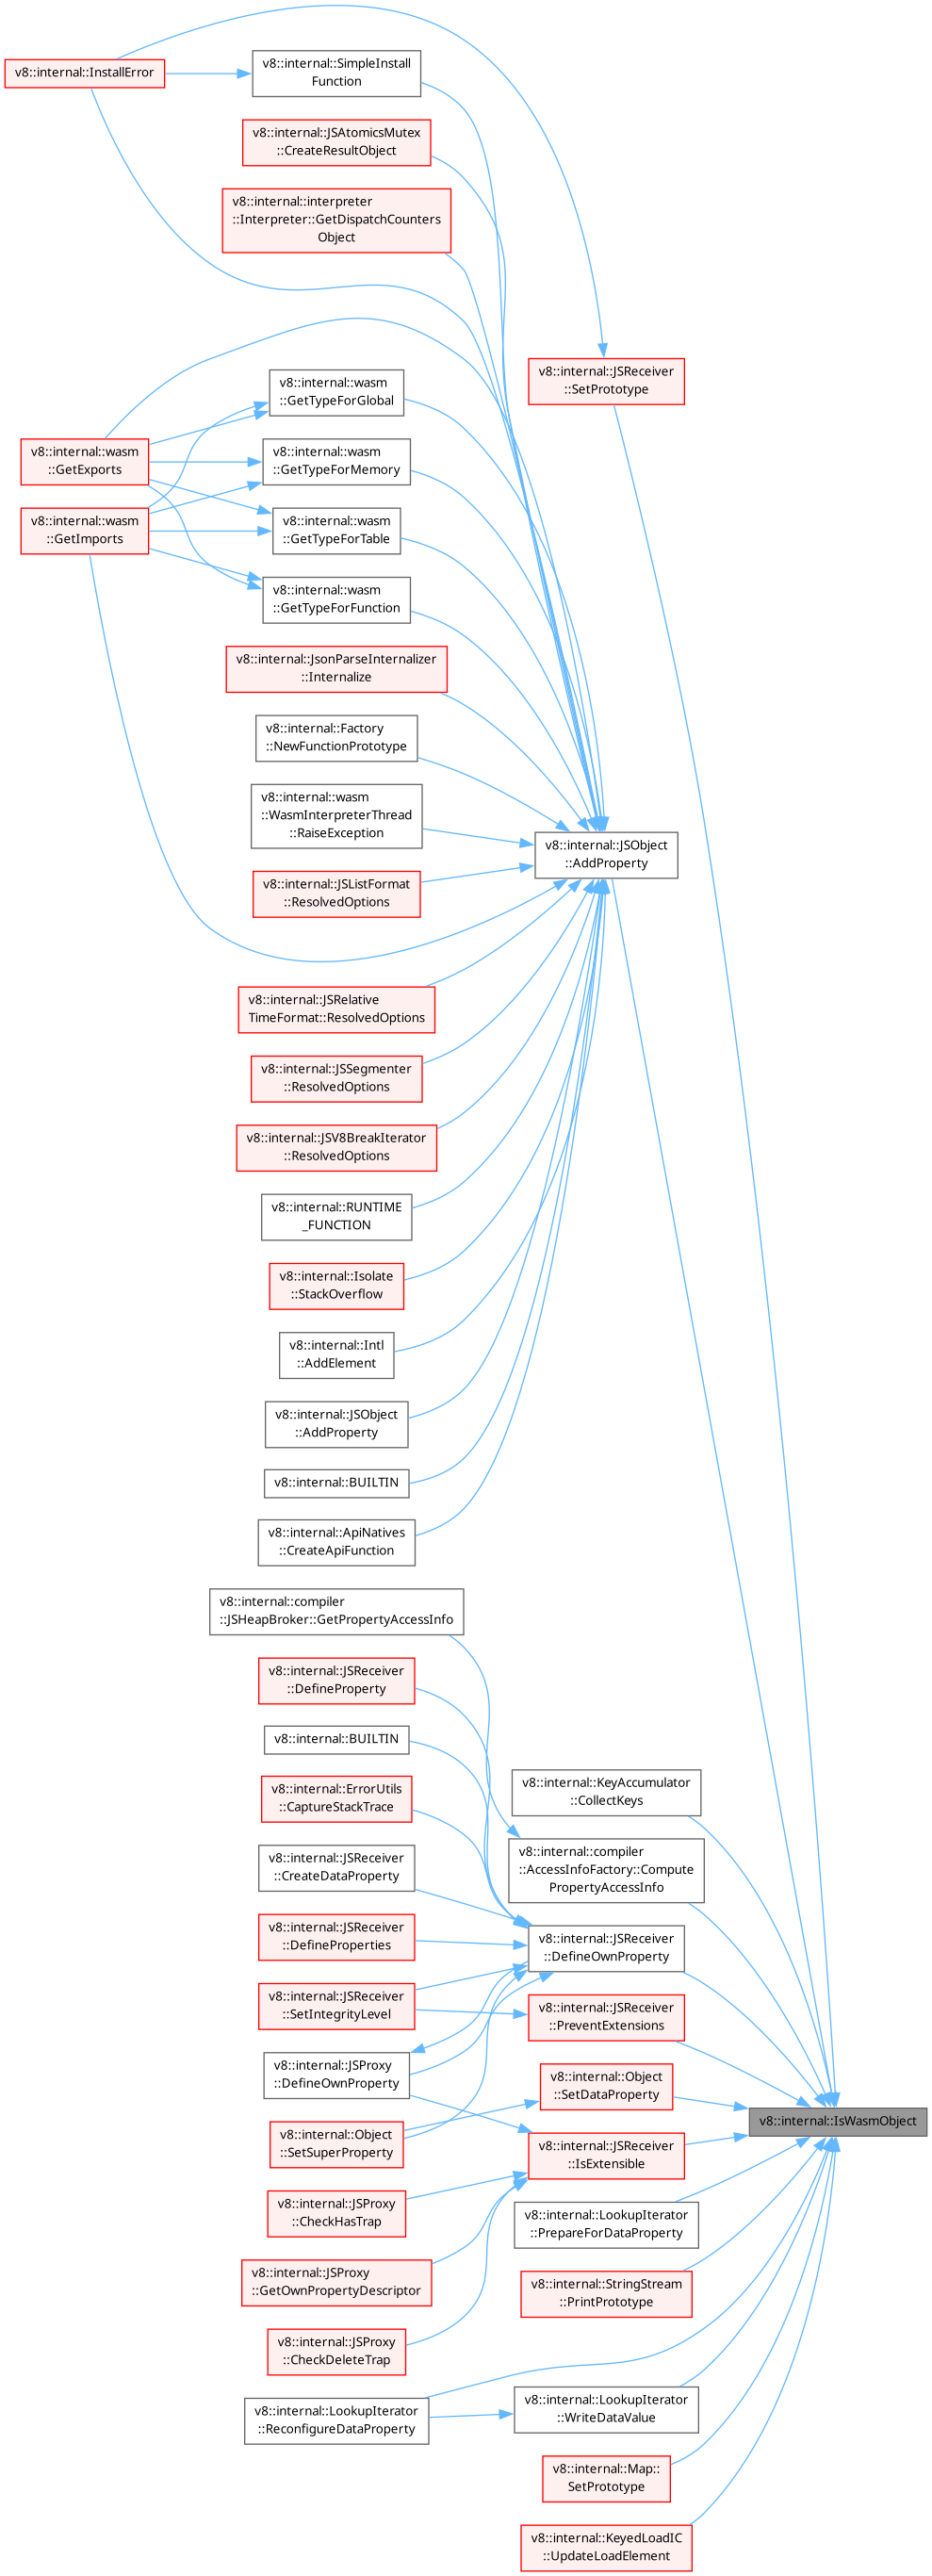 v8::internal::InstallError
v8::internal::SimpleInstall
Function
v8::internal::JSAtomicsMutex
::CreateResultObject
v8::internal::interpreter
::Interpreter::GetDispatchCounters
Object
v8::internal::JSReceiver
::SetPrototype
v8::internal::wasm
::GetTypeForGlobal
v8::internal::wasm
::GetExports
v8::internal::wasm
::GetTypeForMemory
v8::internal::wasm
::GetImports
v8::internal::wasm
::GetTypeForTable
v8::internal::wasm
::GetTypeForFunction
v8::internal::JsonParseInternalizer
::Internalize
v8::internal::Factory
::NewFunctionPrototype
v8::internal::wasm
::WasmInterpreterThread
::RaiseException
v8::internal::JSObject
::AddProperty
v8::internal::JSListFormat
::ResolvedOptions
v8::internal::JSRelative
TimeFormat::ResolvedOptions
v8::internal::JSSegmenter
::ResolvedOptions
v8::internal::JSV8BreakIterator
::ResolvedOptions
v8::internal::RUNTIME
_FUNCTION
v8::internal::Isolate
::StackOverflow
v8::internal::Intl
::AddElement
v8::internal::JSObject
::AddProperty
v8::internal::BUILTIN
v8::internal::ApiNatives
::CreateApiFunction
v8::internal::compiler
::JSHeapBroker::GetPropertyAccessInfo
v8::internal::JSReceiver
::DefineProperty
v8::internal::BUILTIN
v8::internal::KeyAccumulator
::CollectKeys
v8::internal::ErrorUtils
::CaptureStackTrace
v8::internal::compiler
::AccessInfoFactory::Compute
PropertyAccessInfo
v8::internal::JSReceiver
::CreateDataProperty
v8::internal::JSReceiver
::DefineProperties
v8::internal::JSReceiver
::DefineOwnProperty
v8::internal::JSReceiver
::SetIntegrityLevel
v8::internal::JSReceiver
::PreventExtensions
v8::internal::JSProxy
::DefineOwnProperty
v8::internal::Object
::SetDataProperty
v8::internal::IsWasmObject
v8::internal::Object
::SetSuperProperty
v8::internal::JSReceiver
::IsExtensible
v8::internal::JSProxy
::CheckHasTrap
v8::internal::LookupIterator
::PrepareForDataProperty
v8::internal::JSProxy
::GetOwnPropertyDescriptor
v8::internal::StringStream
::PrintPrototype
v8::internal::JSProxy
::CheckDeleteTrap
v8::internal::LookupIterator
::ReconfigureDataProperty
v8::internal::LookupIterator
::WriteDataValue
v8::internal::Map::
SetPrototype
v8::internal::KeyedLoadIC
::UpdateLoadElement